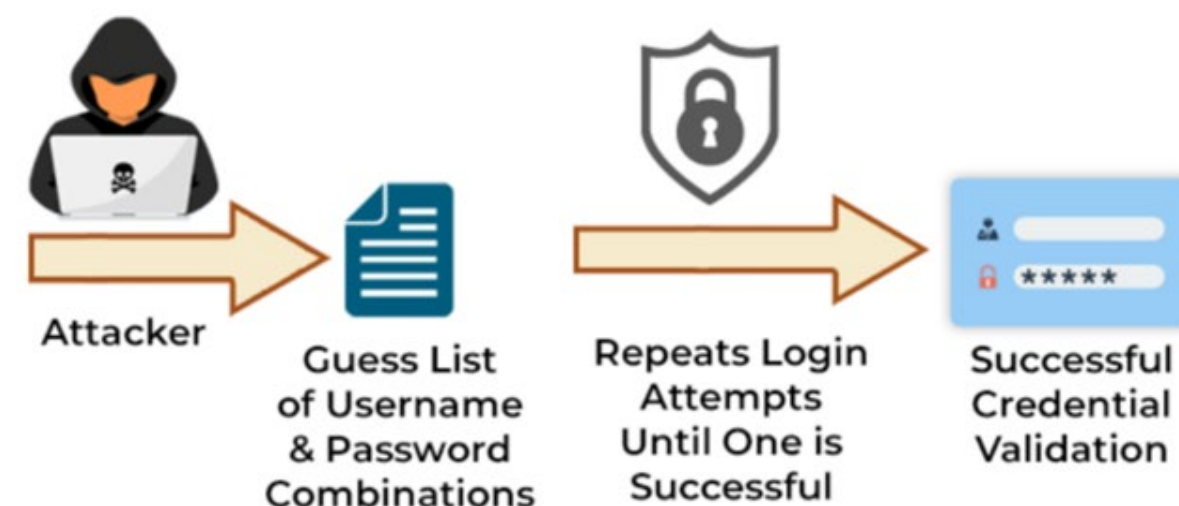 Attacker
Guess List
of Username
& Password
Combinations
Repeats Login
Attempts
Until One is
Successful
*****
Successful
Credential
Validation